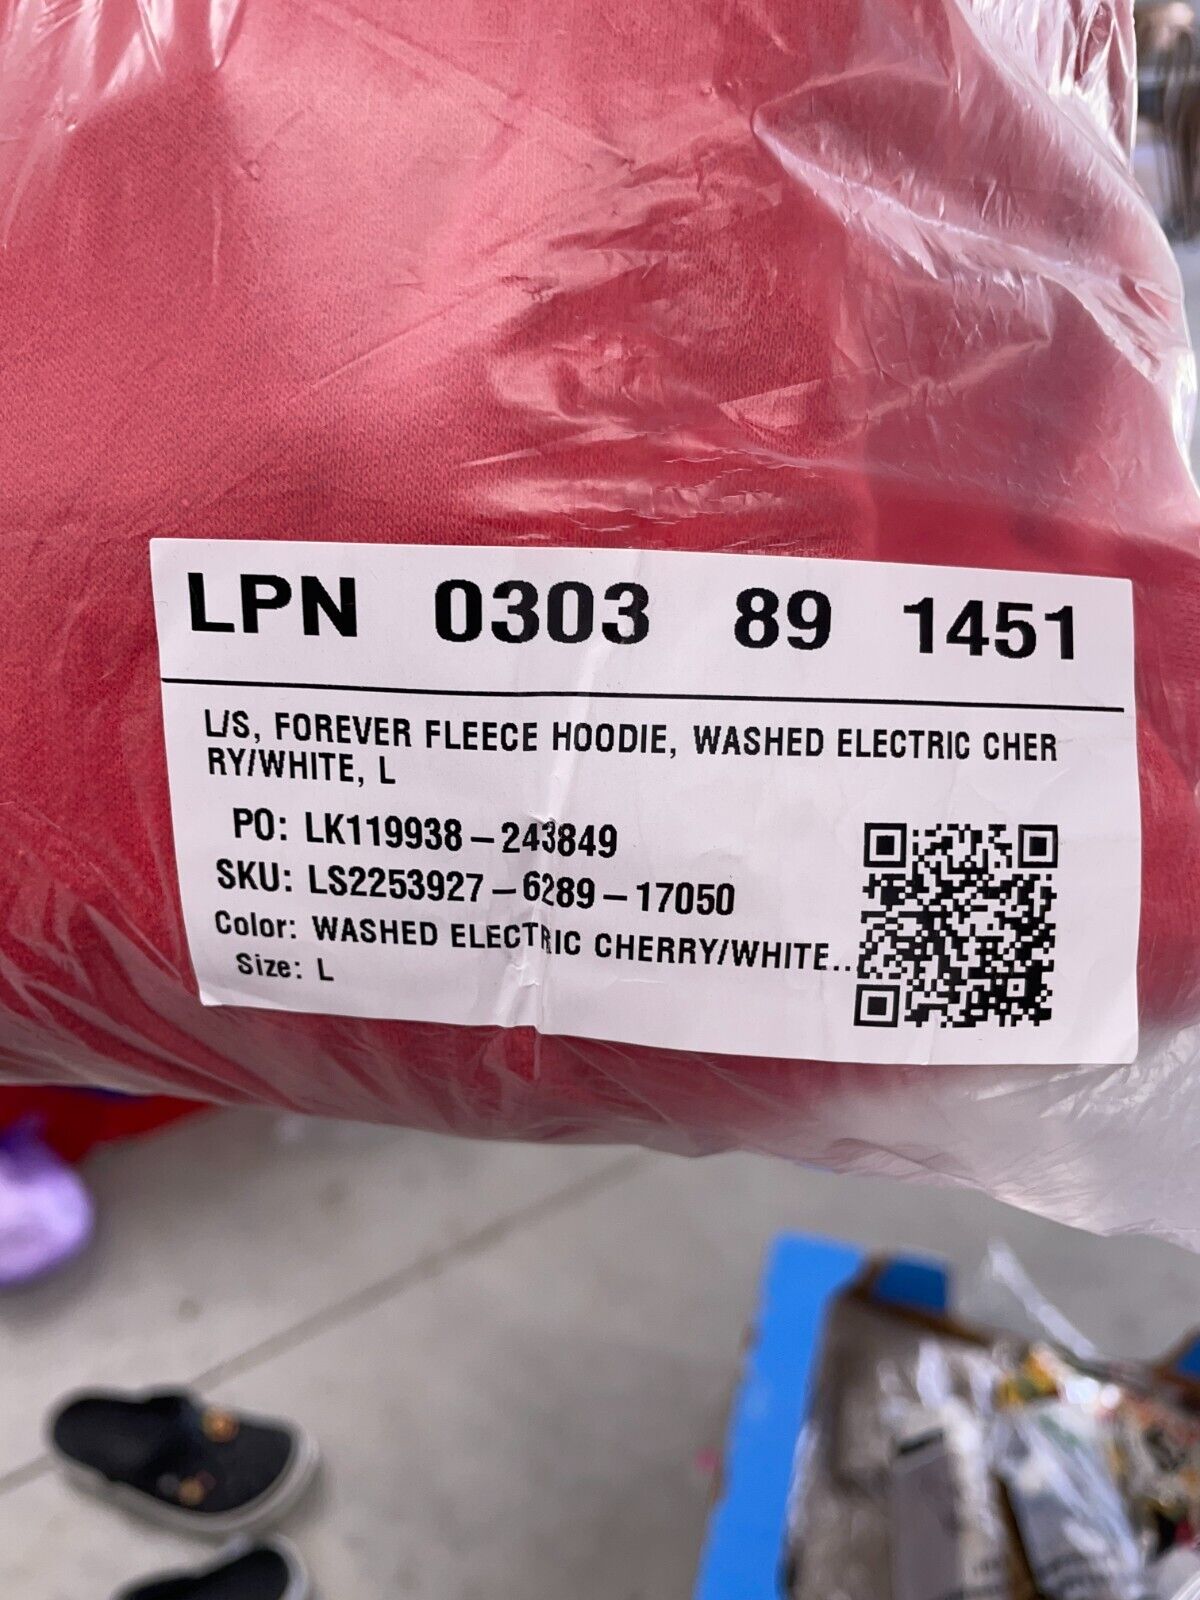 LPN 0303 89 1451
L/S, FOREVER FLEECE HOODIE, WASHED ELECTRIC CHER
RY/WHITE, L
PO: LK119938-243849
SKU: LS2253927-6289-17050
Color: WASHED ELECTRIC CHERRY/WHITE...
Size: L